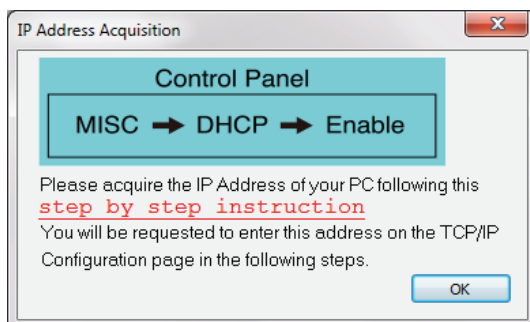 IP Address Acquisition
Control Panel
MISC → DHCP → Enable
Please acquire the IP Address of your PC following this
step by step instruction
You will be requested to enter this address on the TCP/IP
Configuration page in the following steps.
OK